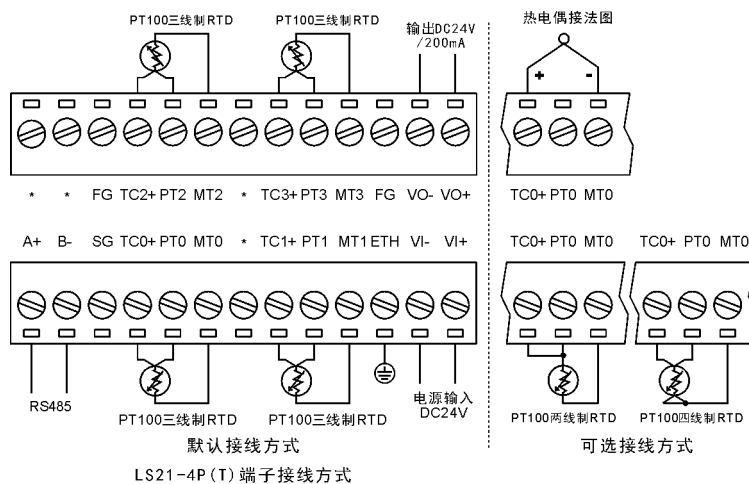 PT100三线制RTD PT100三线制RTD 输出DC24V
/200mA
热电偶接法图
+ -
* * FG TC2+ PT2 MT2 * TC3+ PT3 MT3 FG VO- VO+
TC0+ PT0 MT0
A+ B- SG TC0+ PT0 MT0 * TC1+ PT1 MT1 ETH VI- VI+
TC0+ PT0 MT0 TC0+ PT0 MT0
RS485
PT100三线制RTD PT100三线制RTD
电源输入
DC24V
PT100两线制RTD PT100四线制RTD
默认接线方式
可选接线方式
LS21-4P(T)端子接线方式